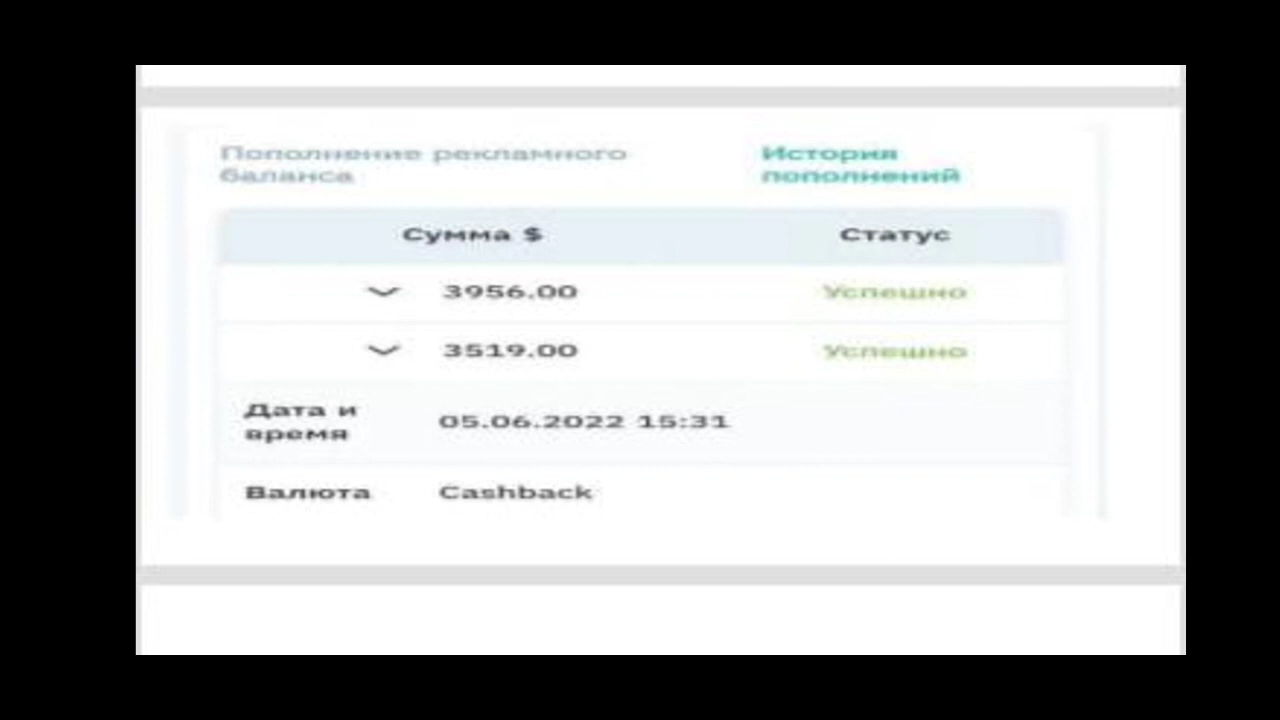 Пополнение рекламного
баланса
История
пополнений
Сумма $ Статус
3956.00 Успешно
3519.00 Успешно
Дата и
время
05.06.2022 15:31
Валюта Cashback